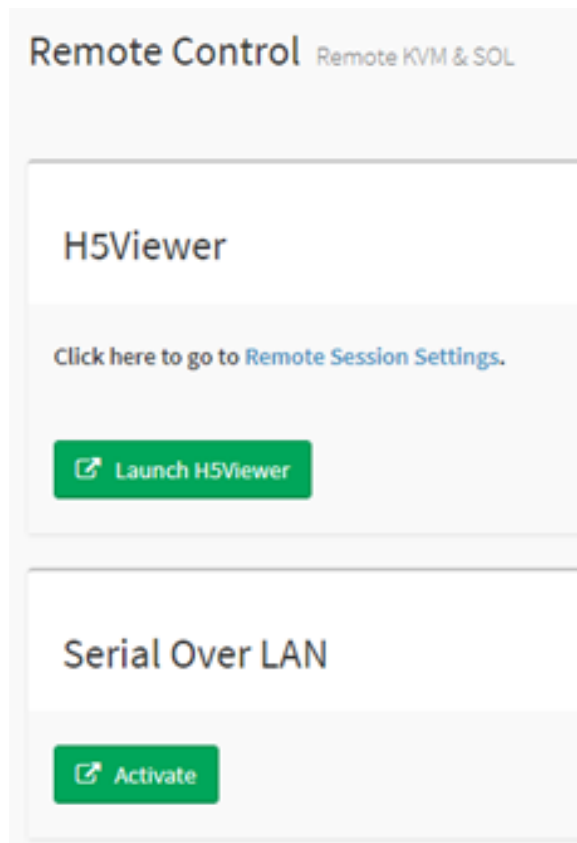 Remote Control Remote KVM & SOL
H5Viewer
Click here to go to Remote Session Settings.
Launch H5Viewer
Serial Over LAN
Activate